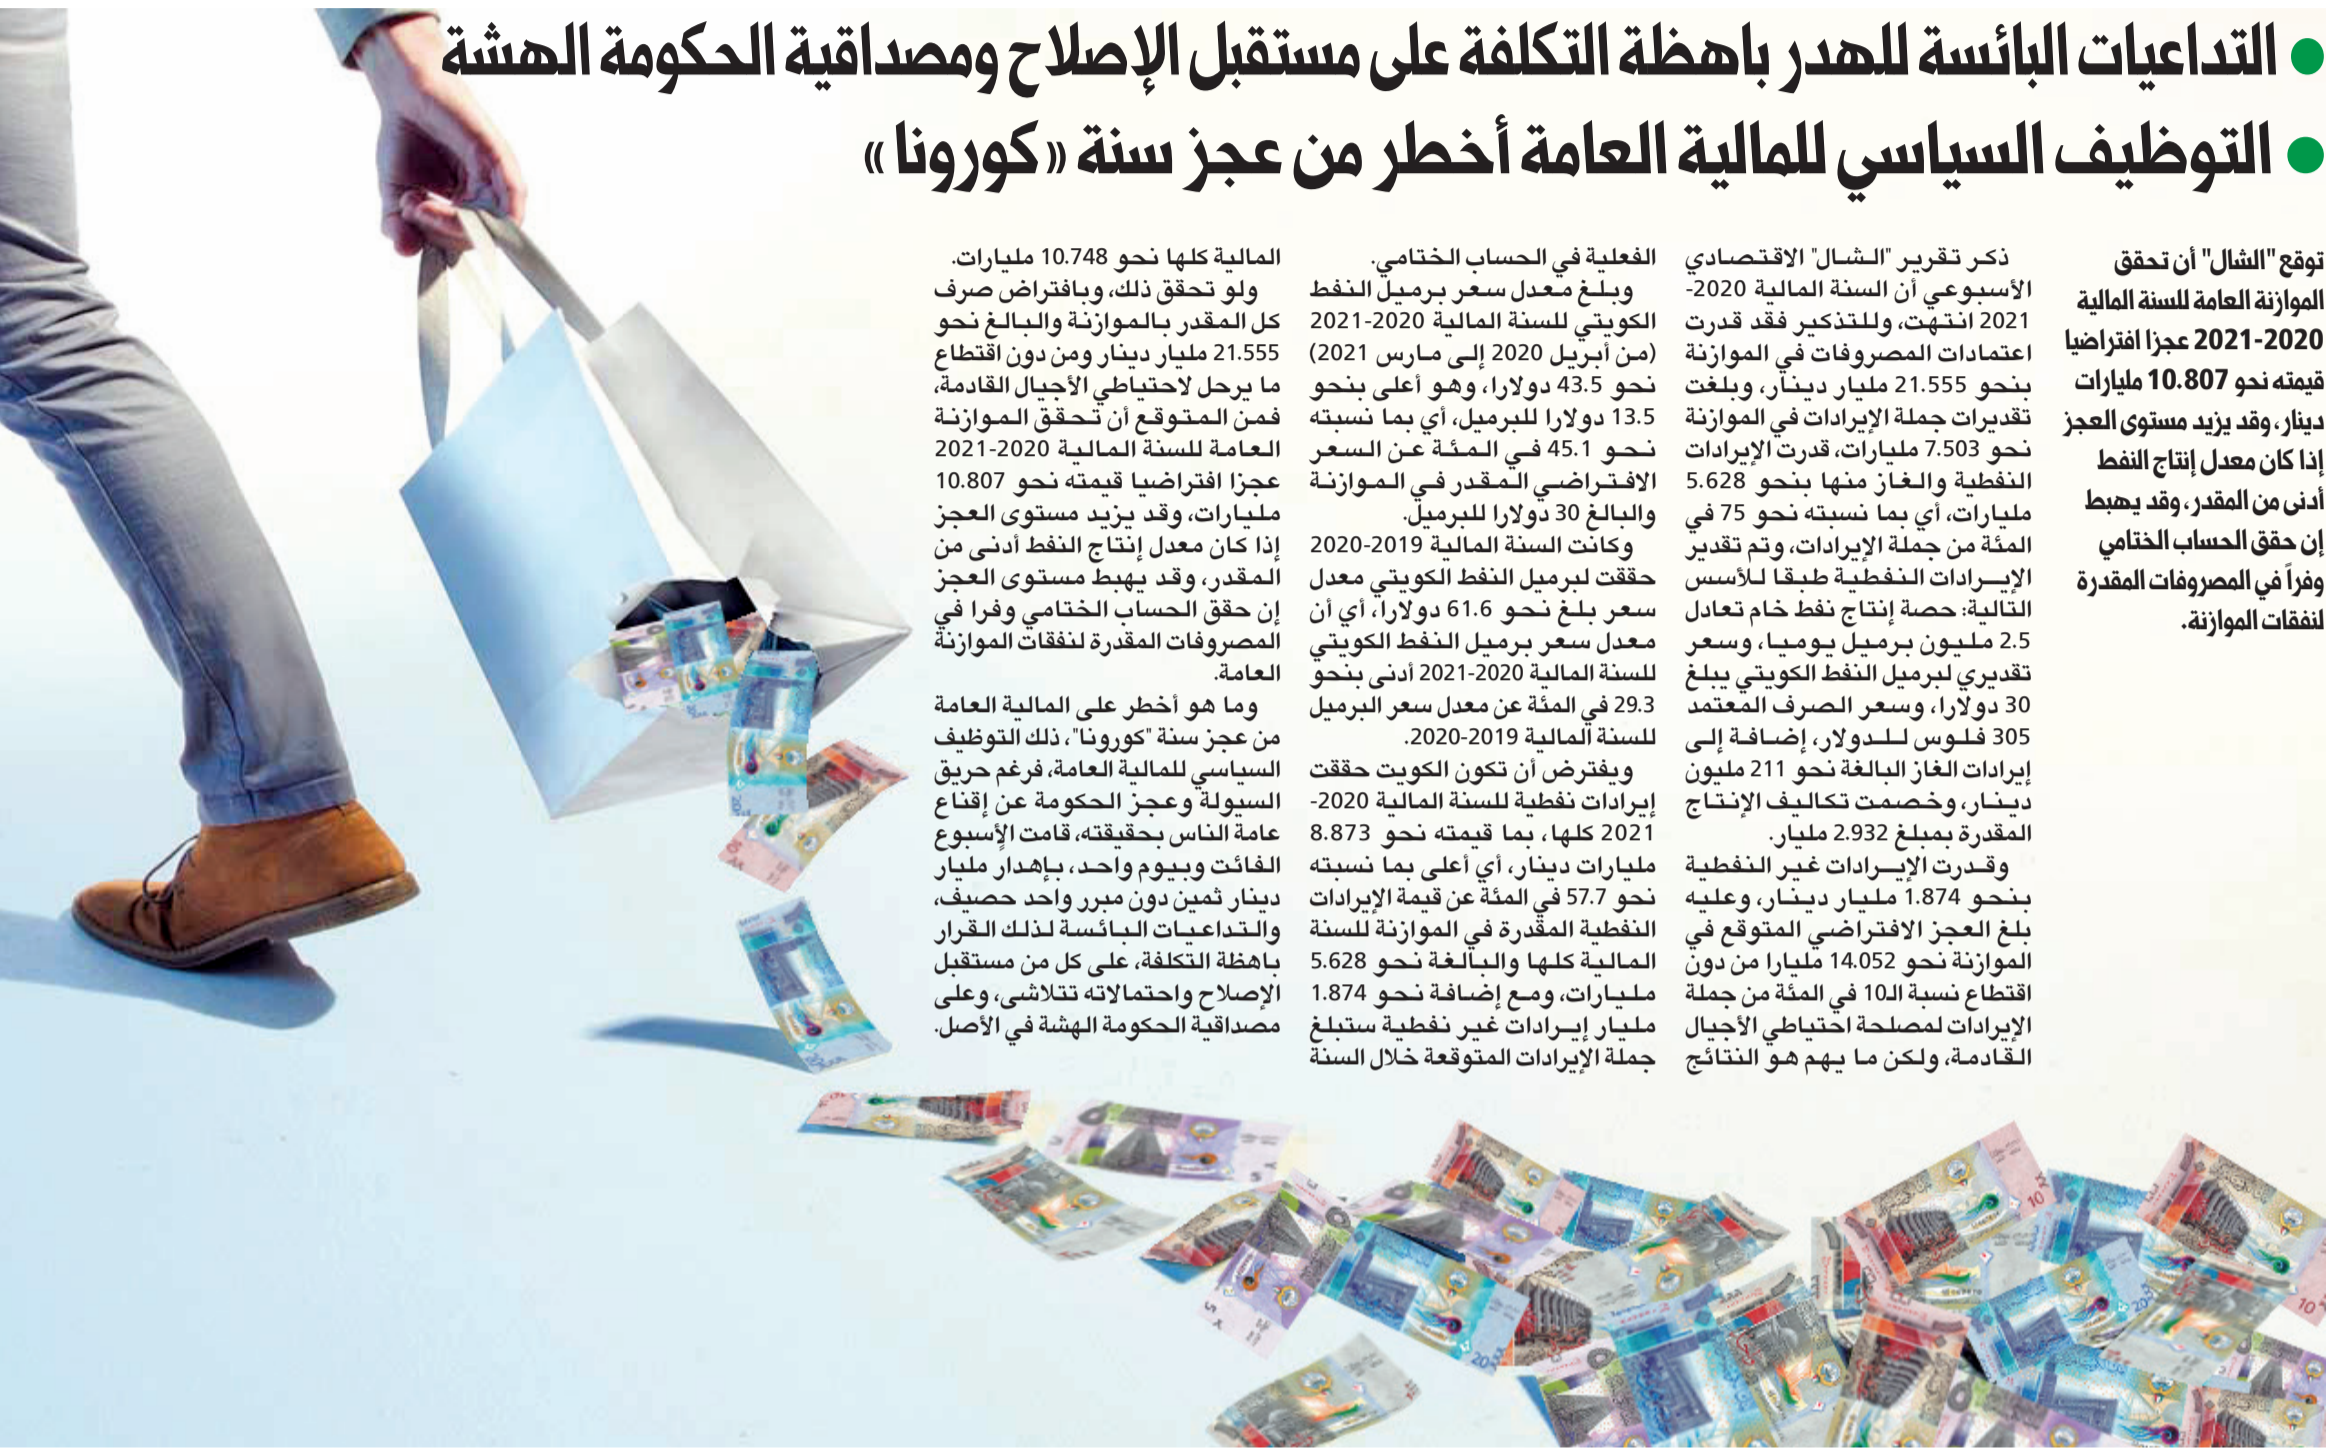 ● التداعيات البائسة للهدر باهظة التكلفة على مستقبل الإصلاح ومصداقية الحكومة الهشة
● التوظيف السياسي للمالية العامة أخطر من عجز سنة «كورونا»
توقع "الشال" أن تحقق
الموازنة العامة للسنة المالية
2020-2021 عجزا افتراضيا
قيمته نحو 10.807 مليارات
دينار، وقد يزيد مستوى العجز
إذا كان معدل إنتاج النفط
أدنى من المقدر، وقد يهبط
إن حقق الحساب الختامي
وفراً في المصروفات المقدرة
لنفقات الموازنة.
ذكر تقرير "الشال" الاقتصادي
الأسبوعي أن السنة المالية 2020-
2021 انتهت، وللتذكير فقد قدرت
اعتمادات المصروفات في الموازنة
بنحو 21.555 مليار دينار، وبلغت
تقديرات جملة الإيرادات في الموازنة
نحو 7.503 مليارات، قدرت الإيرادات
النفطية والغاز منها بنحو 5.628
مليارات، أي بما نسبته نحو 75 في
المئة من جملة الإيرادات، وتم تقدير
الإيرادات النفطية طبقا للأسس
التالية: حصة إنتاج نفط خام تعادل
2.5 مليون برميل يوميا، وسعر
تقديري لبرميل النفط الكويتي يبلغ
30 دولارا، وسعر الصرف المعتمد
305 فلوس للدولار، إضافة إلى
إيرادات الغاز البالغة نحو 211 مليون
دينار، وخصمت تكاليف الإنتاج
المقدرة بمبلغ 2.932 مليار.
وقدرت الإيرادات غير النفطية
بنحو 1.874 مليار دينار، وعليه
بلغ العجز الافتراضي المتوقع في
الموازنة نحو 14.052 مليارا من دون
اقتطاع نسبة الـ10 في المئة من جملة
الإيرادات لمصلحة احتياطي الأجيال
القادمة، ولكن ما يهم هو النتائج
الفعلية في الحساب الختامي.
وبلغ معدل سعر برميل النفط
الكويتي للسنة المالية 2020-2021
(من أبريل 2020 إلى مارس 2021)
نحو 43.5 دولارا، وهو أعلى بنحو
13.5 دولارا للبرميل، أي بما نسبته
نحو 45.1 في المئة عن السعر
الافتراضي المقدر في الموازنة
والبالغ 30 دولارا للبرميل.
وكانت السنة المالية 2019-2020
حققت لبرميل النفط الكويتي معدل
سعر بلغ نحو 61.6 دولارا، أي أن
معدل سعر برميل النفط الكويتي
للسنة المالية 2020-2021 أدنى بنحو
29.3 في المئة عن معدل سعر البرميل
للسنة المالية 2019-2020.
ويفترض أن تكون الكويت حققت
إيرادات نفطية للسنة المالية 2020-
2021 كلها، بما قيمته نحو 8.873
مليارات دينار، أي أعلى بما نسبته
نحو 57.7 في المئة عن قيمة الإيرادات
النفطية المقدرة في الموازنة للسنة
المالية كلها والبالغة نحو 5.628
مليارات، ومع إضافة نحو 1.874
مليار إيرادات غير نفطية ستبلغ
جملة الإيرادات المتوقعة خلال السنة
المالية كلها نحو 10.748 مليارات.
ولو تحقق ذلك، وبافتراض صرف
كل المقدر بالموازنة والبالغ نحو
21.555 مليار دينار ومن دون اقتطاع
ما يرحل لاحتياطي الأجيال القادمة،
فمن المتوقع أن تحقق الموازنة
العامة للسنة المالية 2020-2021
عجزا افتراضيا قيمته نحو 10.807
مليارات، وقد يزيد مستوى العجز
إذا كان معدل إنتاج النفط أدنى من
المقدر، وقد يهبط مستوى العجز
إن حقق الحساب الختامي وفرا في
المصروفات المقدرة لنفقات الموازنة
العامة.
وما هو أخطر على المالية العامة
من عجز سنة "كورونا"، ذلك التوظيف
السياسي للمالية العامة، فرغم حريق
السيولة وعجز الحكومة عن إقناع
عامة الناس بحقيقته، قامت الأسبوع
الفائت وبيوم واحد، بإهدار مليار
دينار ثمين دون مبرر واحد حصيف،
والتداعيات البائسة لذلك القرار
باهظة التكلفة، على كل من مستقبل
الإصلاح واحتمالاته تتلاشى، وعلى
مصداقية الحكومة الهشة في الأصل.